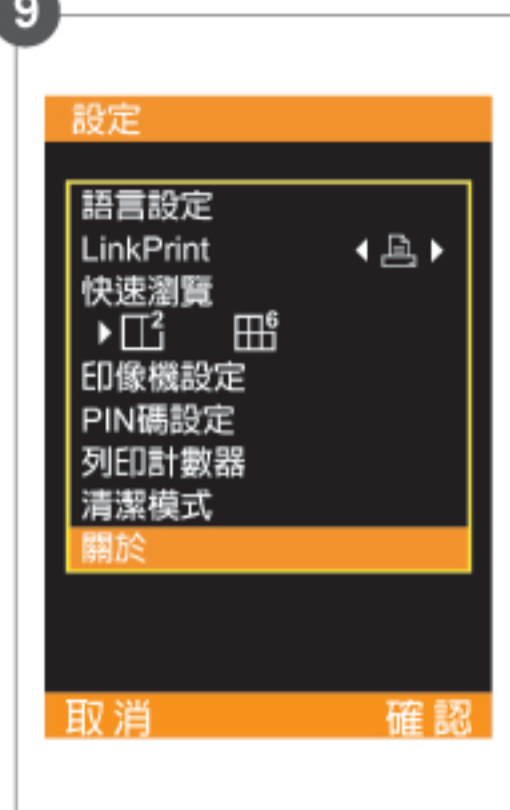 9
設定
語言設定
LinkPrint
快速瀏覽
2 6
印像機設定
PIN碼設定
列印計數器
清潔模式
關於
取消 確認